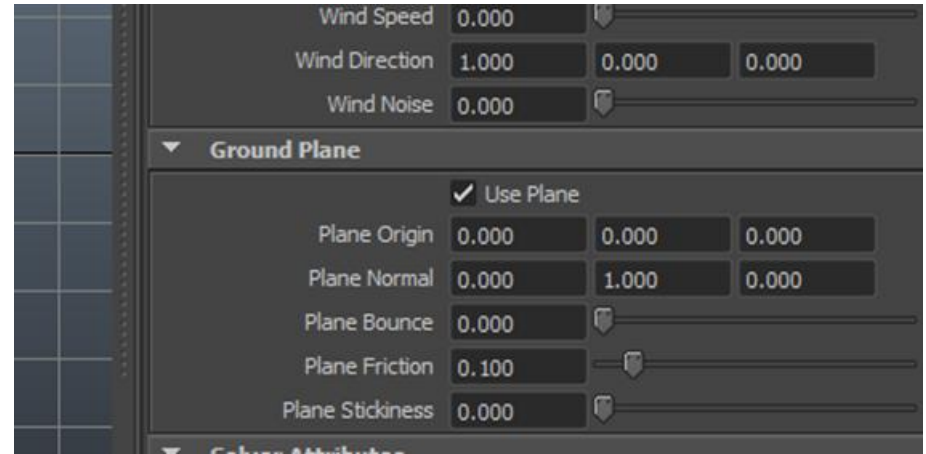 Wind Speed 0.000
Wind Direction 1.000 0.000 0.000
Wind Noise 0.000
Ground Plane
Use Plane
Plane Origin 0.000 0.000 0.000
Plane Normal 0.000 1.000 0.000
Plane Bounce 0.000
Plane Friction 0.100
Plane Stickiness 0.000
Solver Attributes